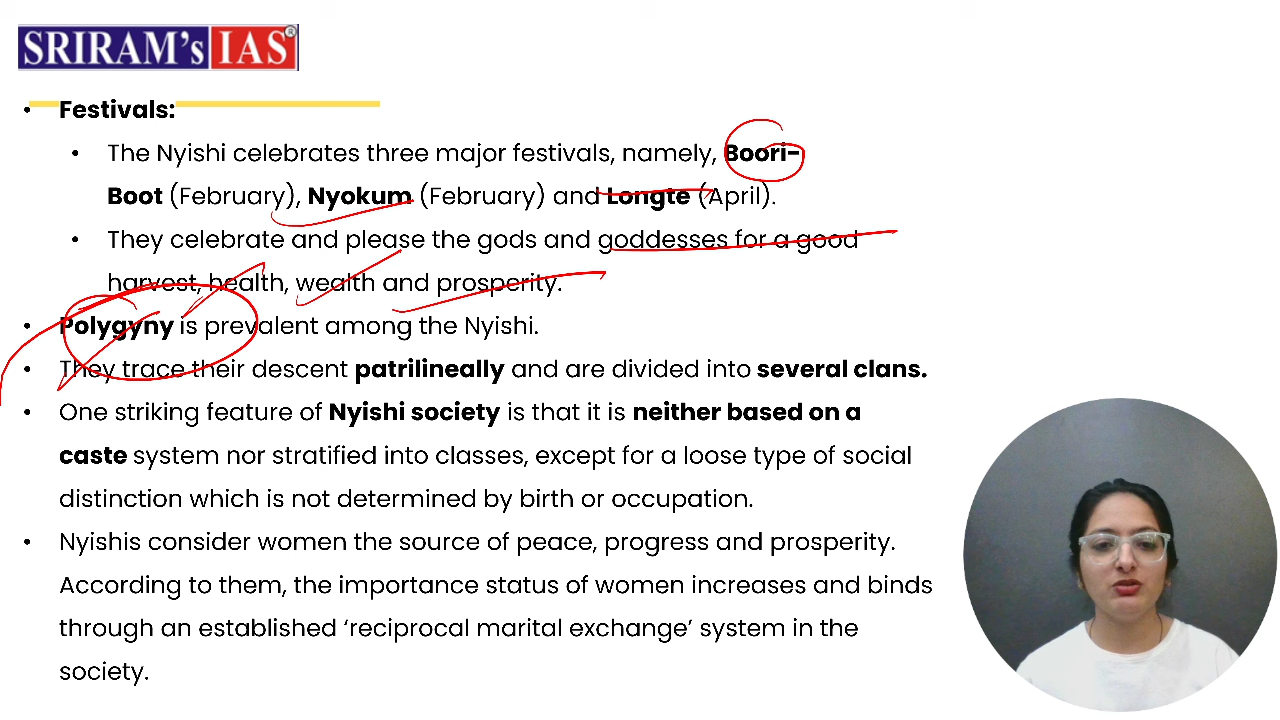 SRIRAM's IAS®
• Festivals:
• The Nyishi celebrates three major festivals, namely, Boori-
Boot (February), Nyokum (February) and Longte (April).
• They celebrate and please the gods and goddesses for a good
harvest, health, wealth and prosperity.
• Polygyny is prevalent among the Nyishi.
• They trace their descent patrilineally and are divided into several clans.
• One striking feature of Nyishi society is that it is neither based on a
caste system nor stratified into classes, except for a loose type of social
distinction which is not determined by birth or occupation.
• Nyishis consider women the source of peace, progress and prosperity.
According to them, the importance status of women increases and binds
through an established ‘reciprocal marital exchange’ system in the
society.